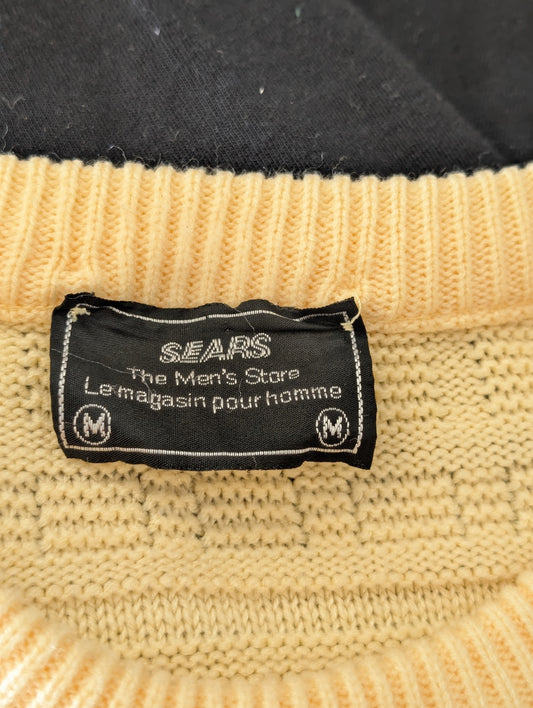 SEARS
The Men's Store
Le magasin pour homme
M M